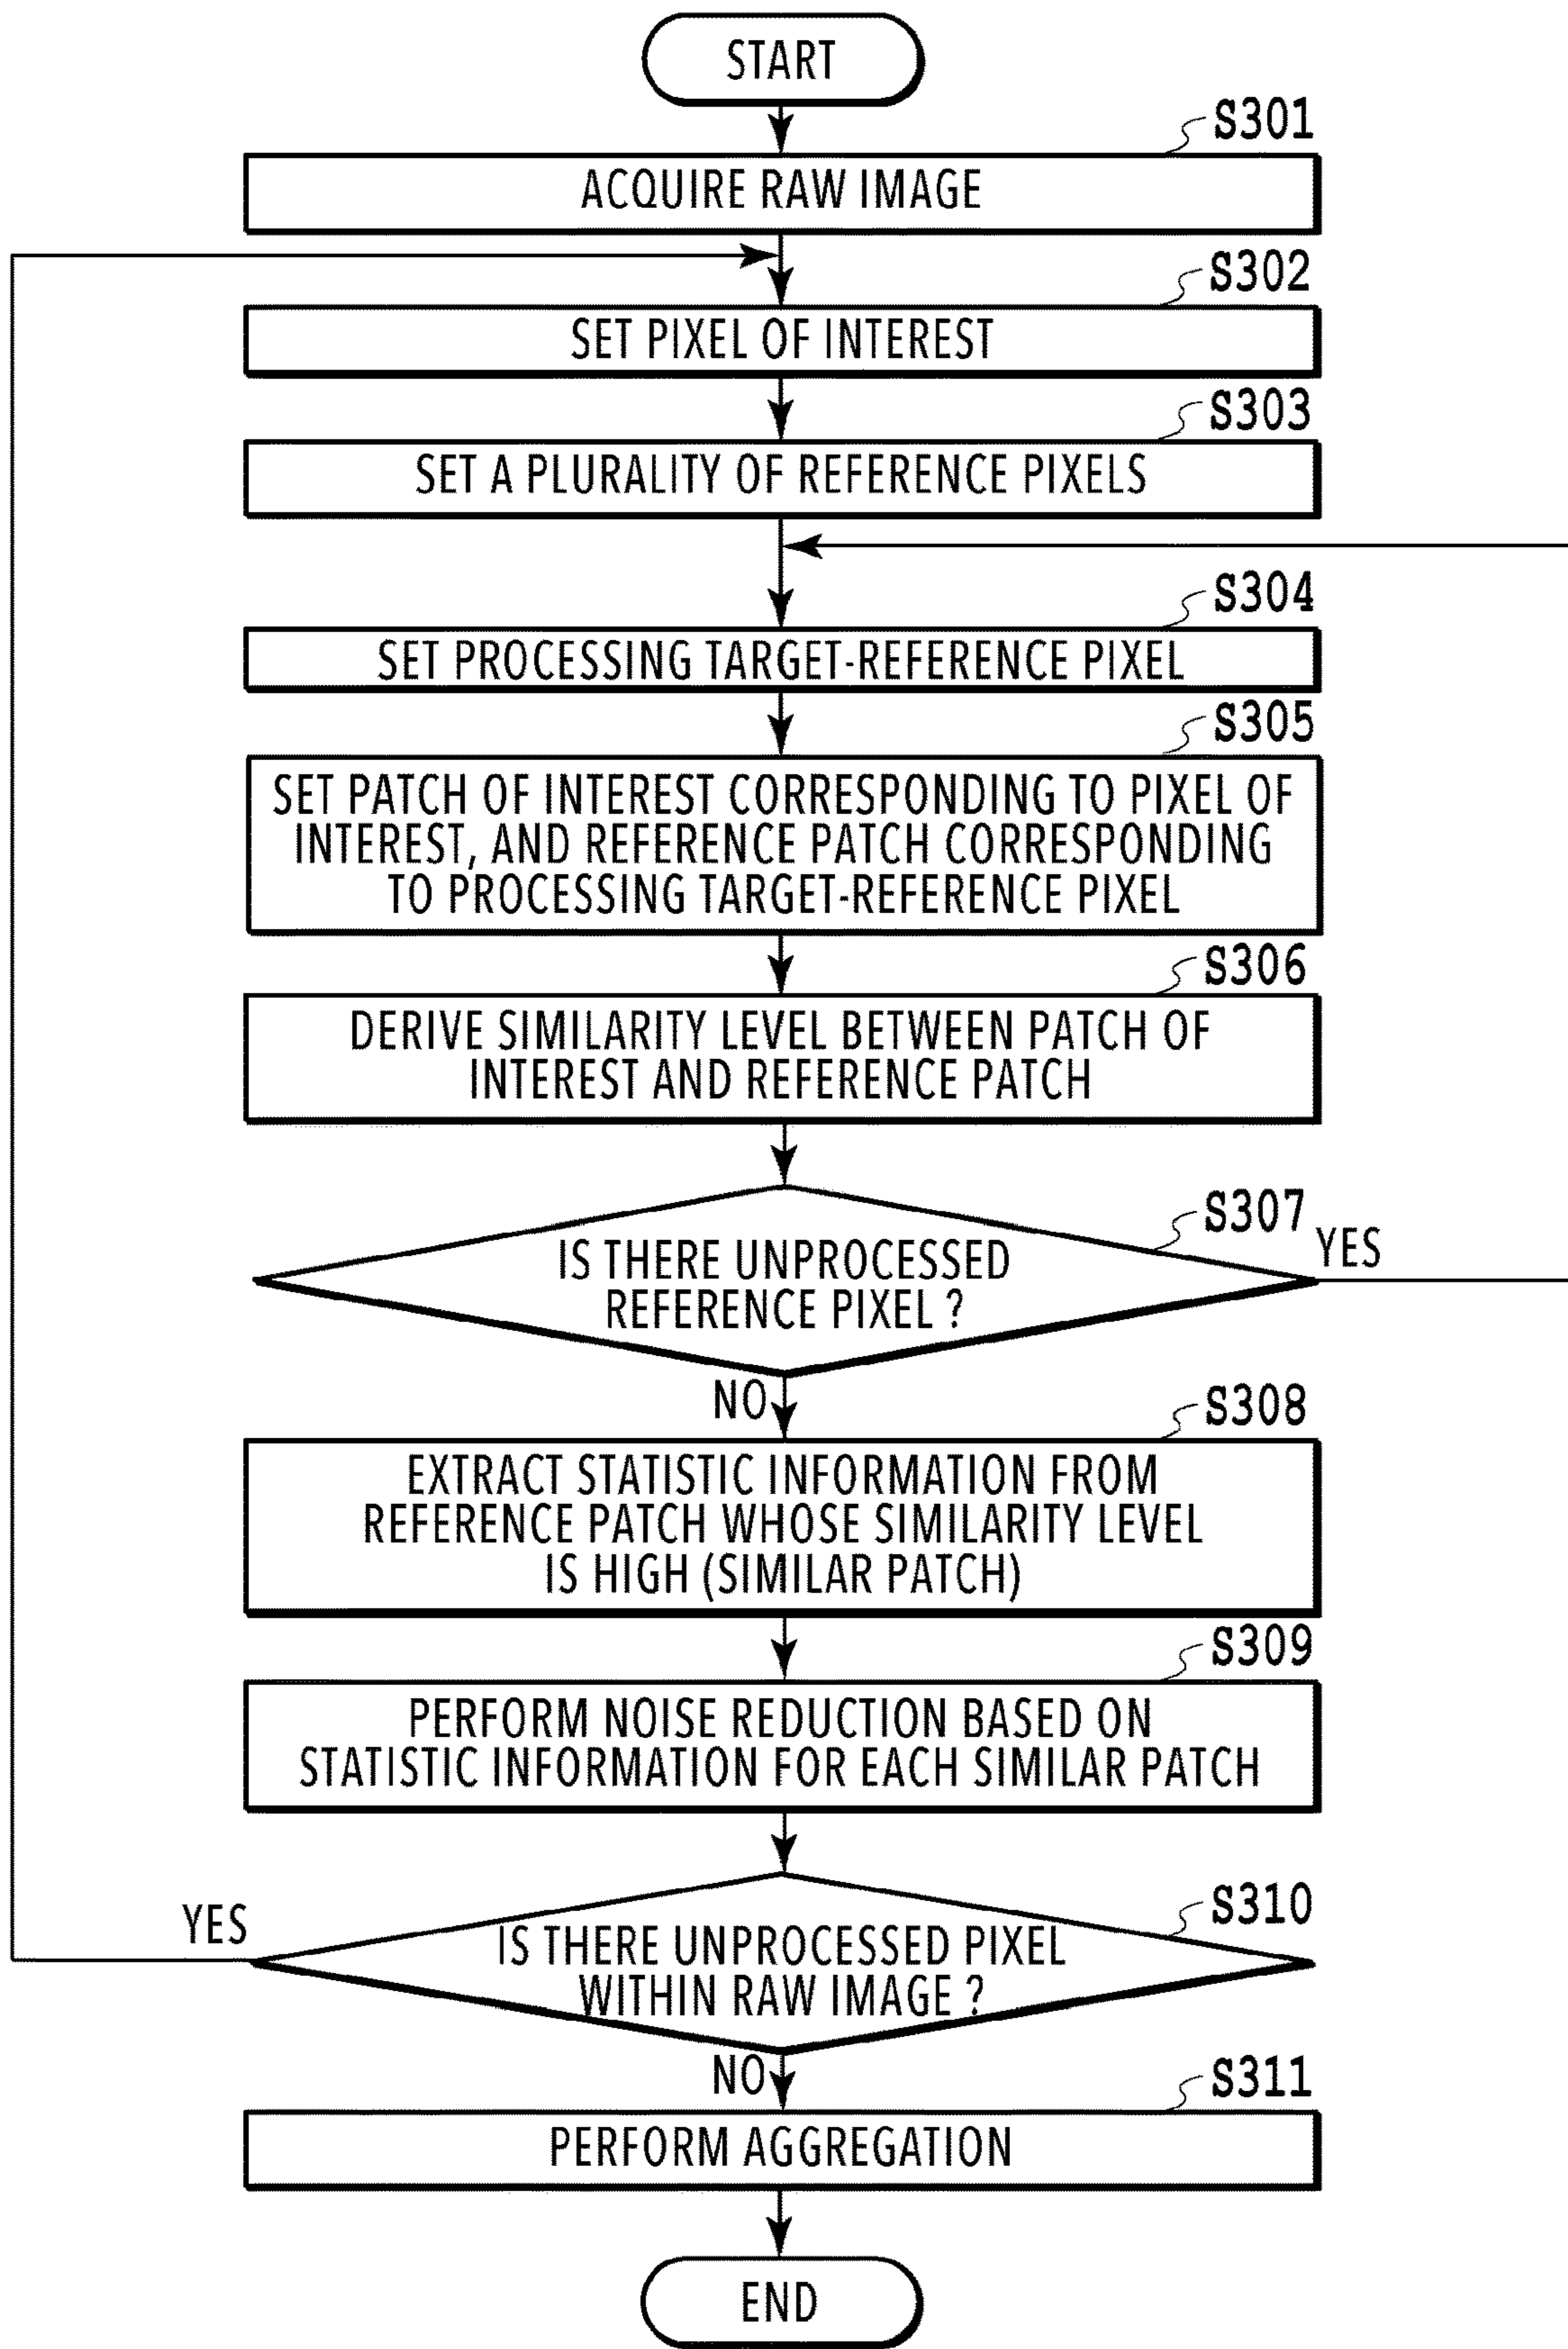 START
S301
ACQUIRE RAW IMAGE
S302
SET PIXEL OF INTEREST
S303
SET A PLURALITY OF REFERENCE PIXELS
S304
SET PROCESSING TARGET-REFERENCE PIXEL
S305
SET PATCH OF INTEREST CORRESPONDING TO PIXEL OF
INTEREST, AND REFERENCE PATCH CORRESPONDING
TO PROCESSING TARGET-REFERENCE PIXEL
S306
DERIVE SIMILARITY LEVEL BETWEEN PATCH OF
INTEREST AND REFERENCE PATCH
S307
YES
IS THERE UNPROCESSED
REFERENCE PIXEL ?
NO
S308
EXTRACT STATISTIC INFORMATION FROM
REFERENCE PATCH WHOSE SIMILARITY LEVEL
IS HIGH (SIMILAR PATCH)
S309
PERFORM NOISE REDUCTION BASED ON
STATISTIC INFORMATION FOR EACH SIMILAR PATCH
S310
YES
IS THERE UNPROCESSED PIXEL
WITHIN RAW IMAGE ?
NO
S311
PERFORM AGGREGATION
END